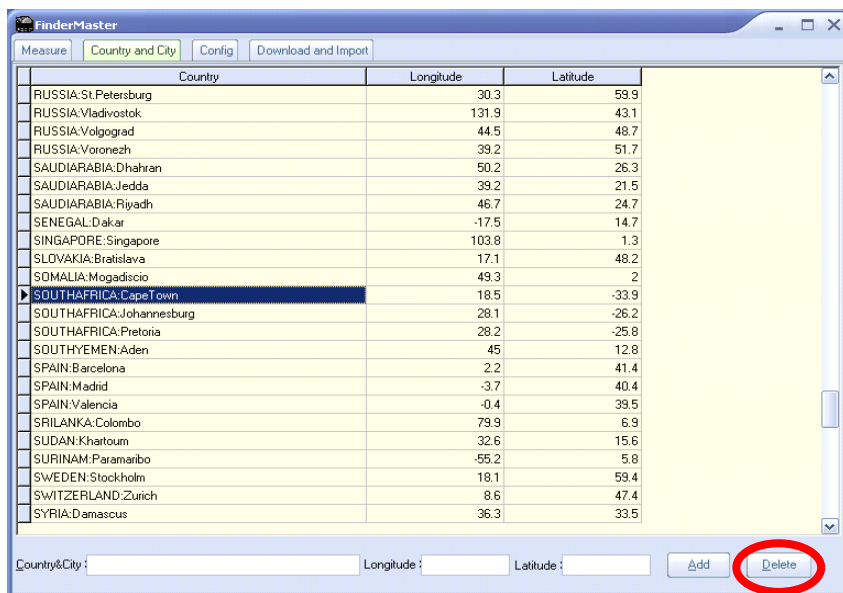 FinderMaster
Measure Country and City Config Download and Import
Country Longitude Latitude
RUSSIA:St.Petersburg 30.3 59.9
RUSSIA:Vladivostok 131.9 43.1
RUSSIA:Volgograd 44.5 48.7
RUSSIA:Voronezh 39.2 51.7
SAUDIARABIA:Dhahran 50.2 26.3
SAUDIARABIA:Jedda 39.2 21.5
SAUDIARABIA:Riyadh 46.7 24.7
SENEGAL:Dakar -17.5 14.7
SINGAPORE:Singapore 103.8 1.3
SLOVAKIA:Bratislava 17.1 48.2
SOMALIA:Mogadiscio 49.3 2
SOUTHAFRICA:CapeTown 18.5 -33.9
SOUTHAFRICA:Johannesburg 28.1 -26.2
SOUTHAFRICA:Pretoria 28.2 -25.8
SOUTHYEMEN:Aden 45 12.8
SPAIN:Barcelona 2.2 41.4
SPAIN:Madrid -3.7 40.4
SPAIN:Valencia -0.4 39.5
SRILANKA:Colombo 79.9 6.9
SUDAN:Khartoum 32.6 15.6
SURINAM:Paramaribo -55.2 5.8
SWEDEN:Stockholm 18.1 59.4
SWITZERLAND:Zurich 8.6 47.4
SYRIA:Damascus 36.3 33.5
Country&City : Longitude : Latitude : Add Delete